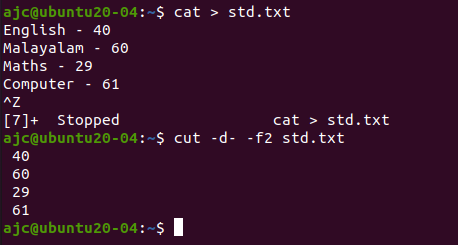 ajc@ubuntu20-04:~$ cat > std.txt
English - 40
Malayalam - 60
Maths - 29
Computer - 61
^Z
[7]+  Stopped                 cat > std.txt
ajc@ubuntu20-04:~$ cut -d- -f2 std.txt
 40
 60
 29
 61
ajc@ubuntu20-04:~$